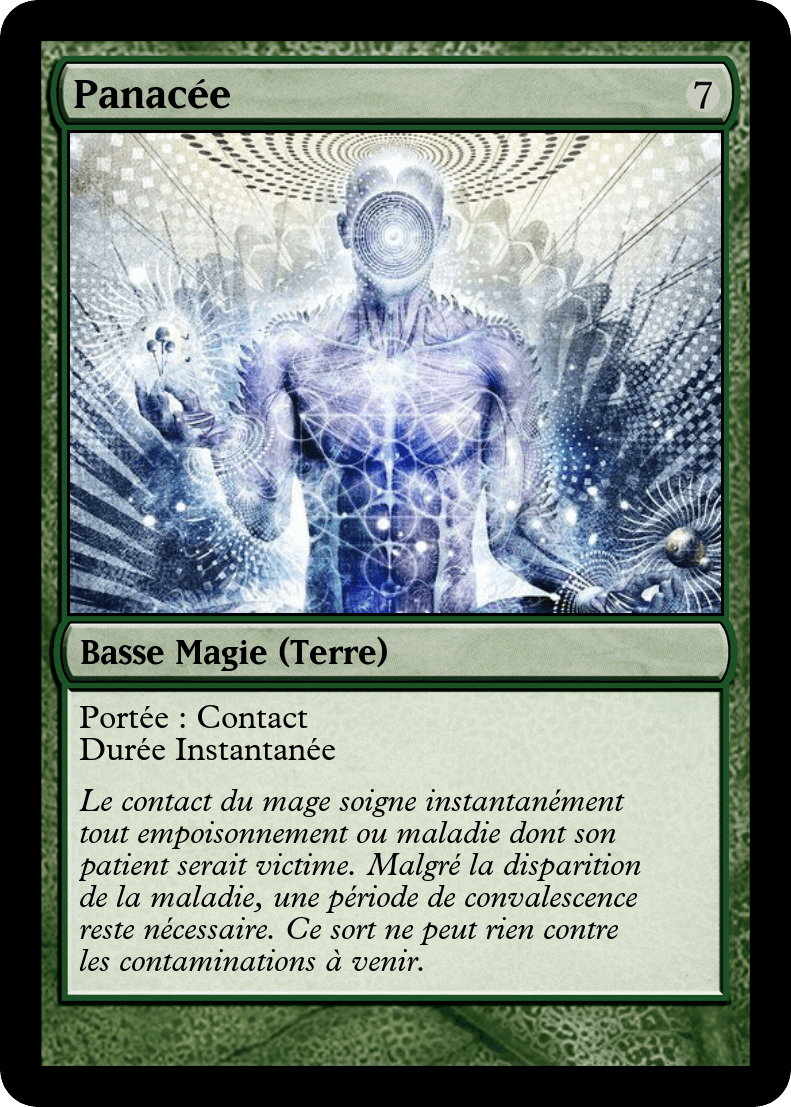 Panacée 7
Basse Magie (Terre)
Portée : Contact
Durée Instantanée
Le contact du mage soigne instantanément
tout empoisonnement ou maladie dont son
patient serait victime. Malgré la disparition
de la maladie, une période de convalescence
reste nécessaire. Ce sort ne peut rien contre
les contaminations à venir.